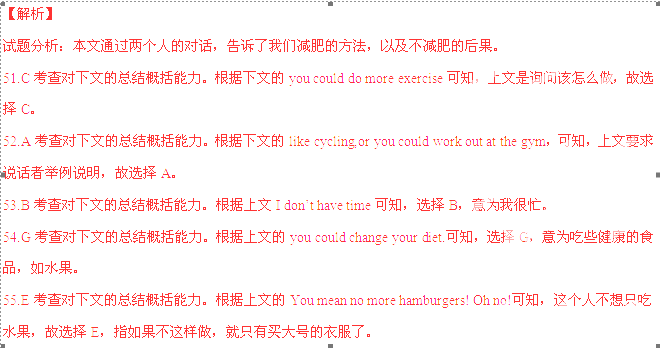 【解析】
试题分析：本文通过两个人的对话，告诉了我们减肥的方法，以及不减肥的后果。
51.C 考查对下文的总结概括能力。根据下文的 you could do more exercise 可知，上文是询问该怎么做，故选
择 C。
52.A 考查对下文的总结概括能力。根据下文的 like cycling,or you could work out at the gym，可知，上文要求
说话者举例说明，故选择 A。
53.B 考查对下文的总结概括能力。根据上文 I don't have time 可知，选择 B，意为我很忙。
54.G 考查对下文的总结概括能力。根据上文的 you could change your diet.可知，选择 G，意为吃些健康的食
品，如水果。
55.E 考查对下文的总结概括能力。根据上文的 You mean no more hamburgers! Oh no!可知，这个人不想只吃
水果，故选择 E，指如果不这样做，就只有买大号的衣服了。